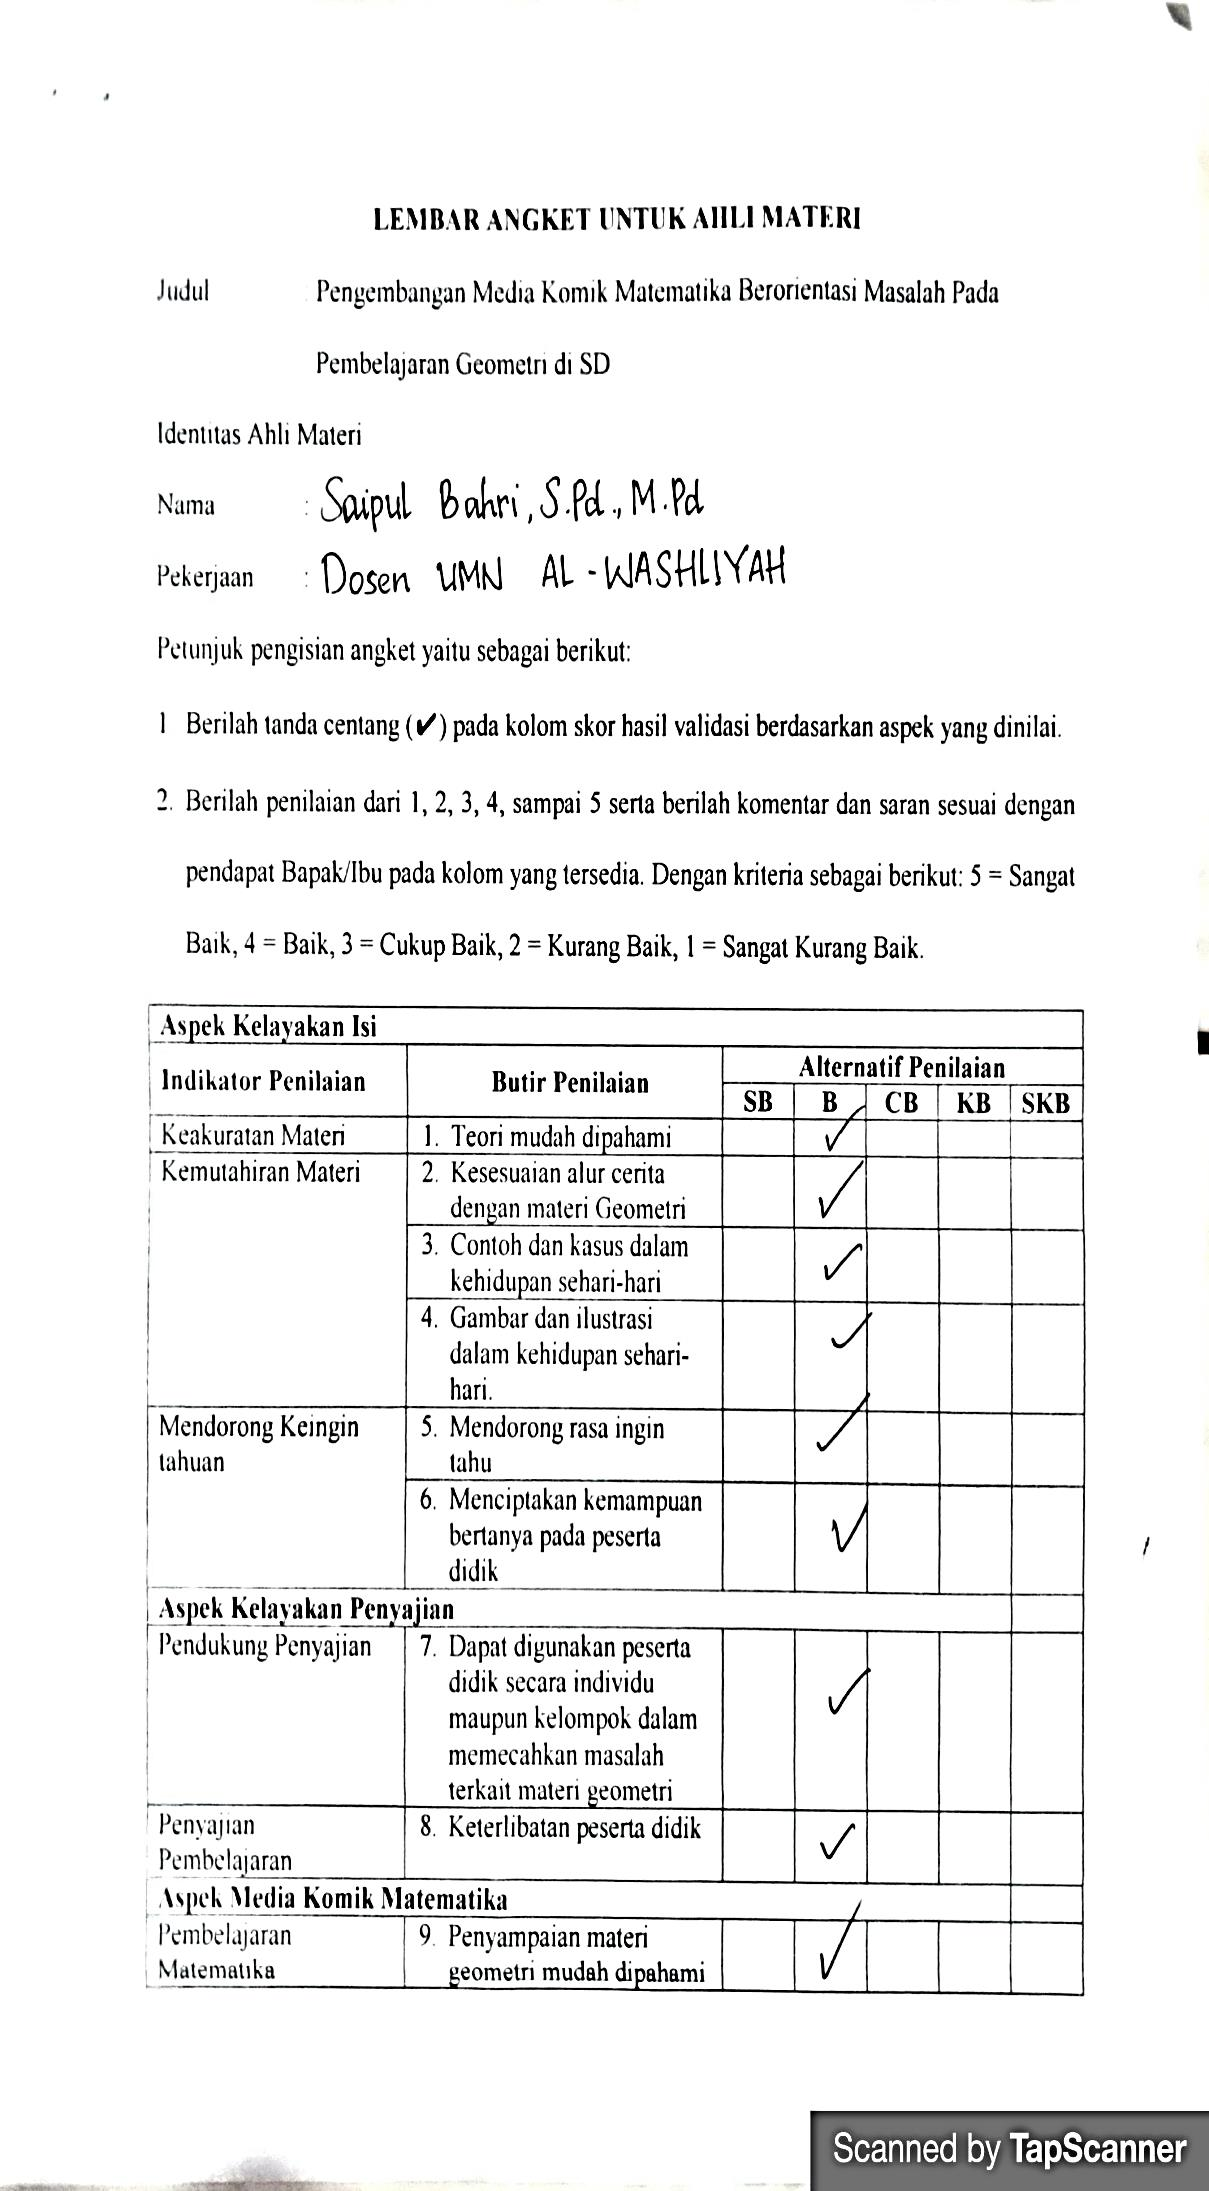 LEMBAR ANGKET UNTUK AHLI MATERI
Judul Pengembangan Media Komik Matematika Berorientasi Masalah Pada
Pembelajaran Geometri di SD
Identitas Ahli Materi
Nama : Saipul Bahri, S.Pd., M.Pd
Pekerjaan : Dosen UMN AL-WASHLIYAH
Petunjuk pengisian angket yaitu sebagai berikut:
1 Berilah tanda centang (✔) pada kolom skor hasil validasi berdasarkan aspek yang dinilai.
2. Berilah penilaian dari 1, 2, 3, 4, sampai 5 serta berilah komentar dan saran sesuai dengan
pendapat Bapak/Ibu pada kolom yang tersedia. Dengan kriteria sebagai berikut: 5 = Sangat
Baik, 4 = Baik, 3 = Cukup Baik, 2 = Kurang Baik, 1 = Sangat Kurang Baik.
Aspek Kelayakan Isi
Indikator Penilaian Butir Penilaian Alternatif Penilaian
SB B CB KB SKB
Keakuratan Materi 1. Teori mudah dipahami ✓
Kemutahiran Materi 2. Kesesuaian alur cerita
dengan materi Geometri ✓
3. Contoh dan kasus dalam
kehidupan sehari-hari ✓
4. Gambar dan ilustrasi ✓
dalam kehidupan sehari-
hari.
Mendorong Keingin 5. Mendorong rasa ingin ✓
tahuan tahu
6. Menciptakan kemampuan
bertanya pada peserta ✓
didik
Aspek Kelayakan Penyajian
Pendukung Penyajian 7. Dapat digunakan peserta
didik secara individu ✓
maupun kelompok dalam
memecahkan masalah
terkait materi geometri
Penyajian 8. Keterlibatan peserta didik ✓
Pembelajaran
Aspek Media Komik Matematika
Pembelajaran 9. Penyampaian materi ✓
Matematika geometri mudah dipahami
Scanned by TapScanner